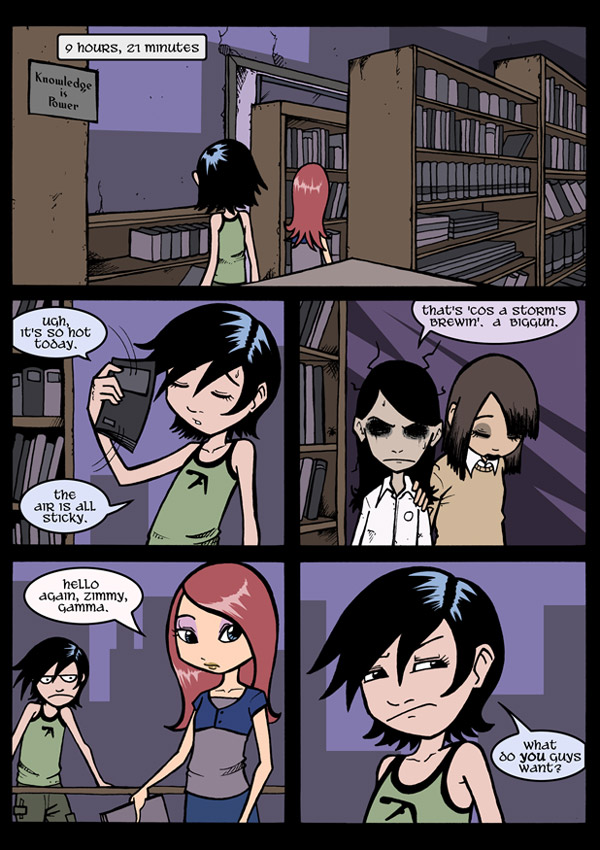 9 hours, 21 minutes
Knowledge
is
Power
ugh,
it's so hot
today.
the
air is all
sticky.
that's 'cos a storm's
brewin'. a biggun.
hello
again, zimmy,
gamma.
what
do you guys
want?